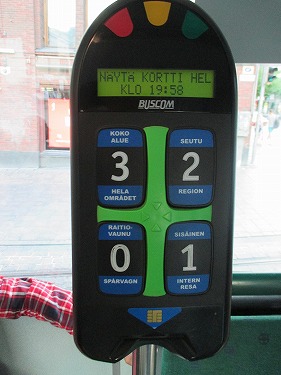 NÄYTÄ KORTTI HEL
KLO 19:58
BUSCOM
KOKO
ALUE
3
HELA
OMRÅDET
SEUTU
2
REGION
RAITIO-
VAUNU
0
SPÅRVAGN
SISÄINEN
1
INTERN
RESA